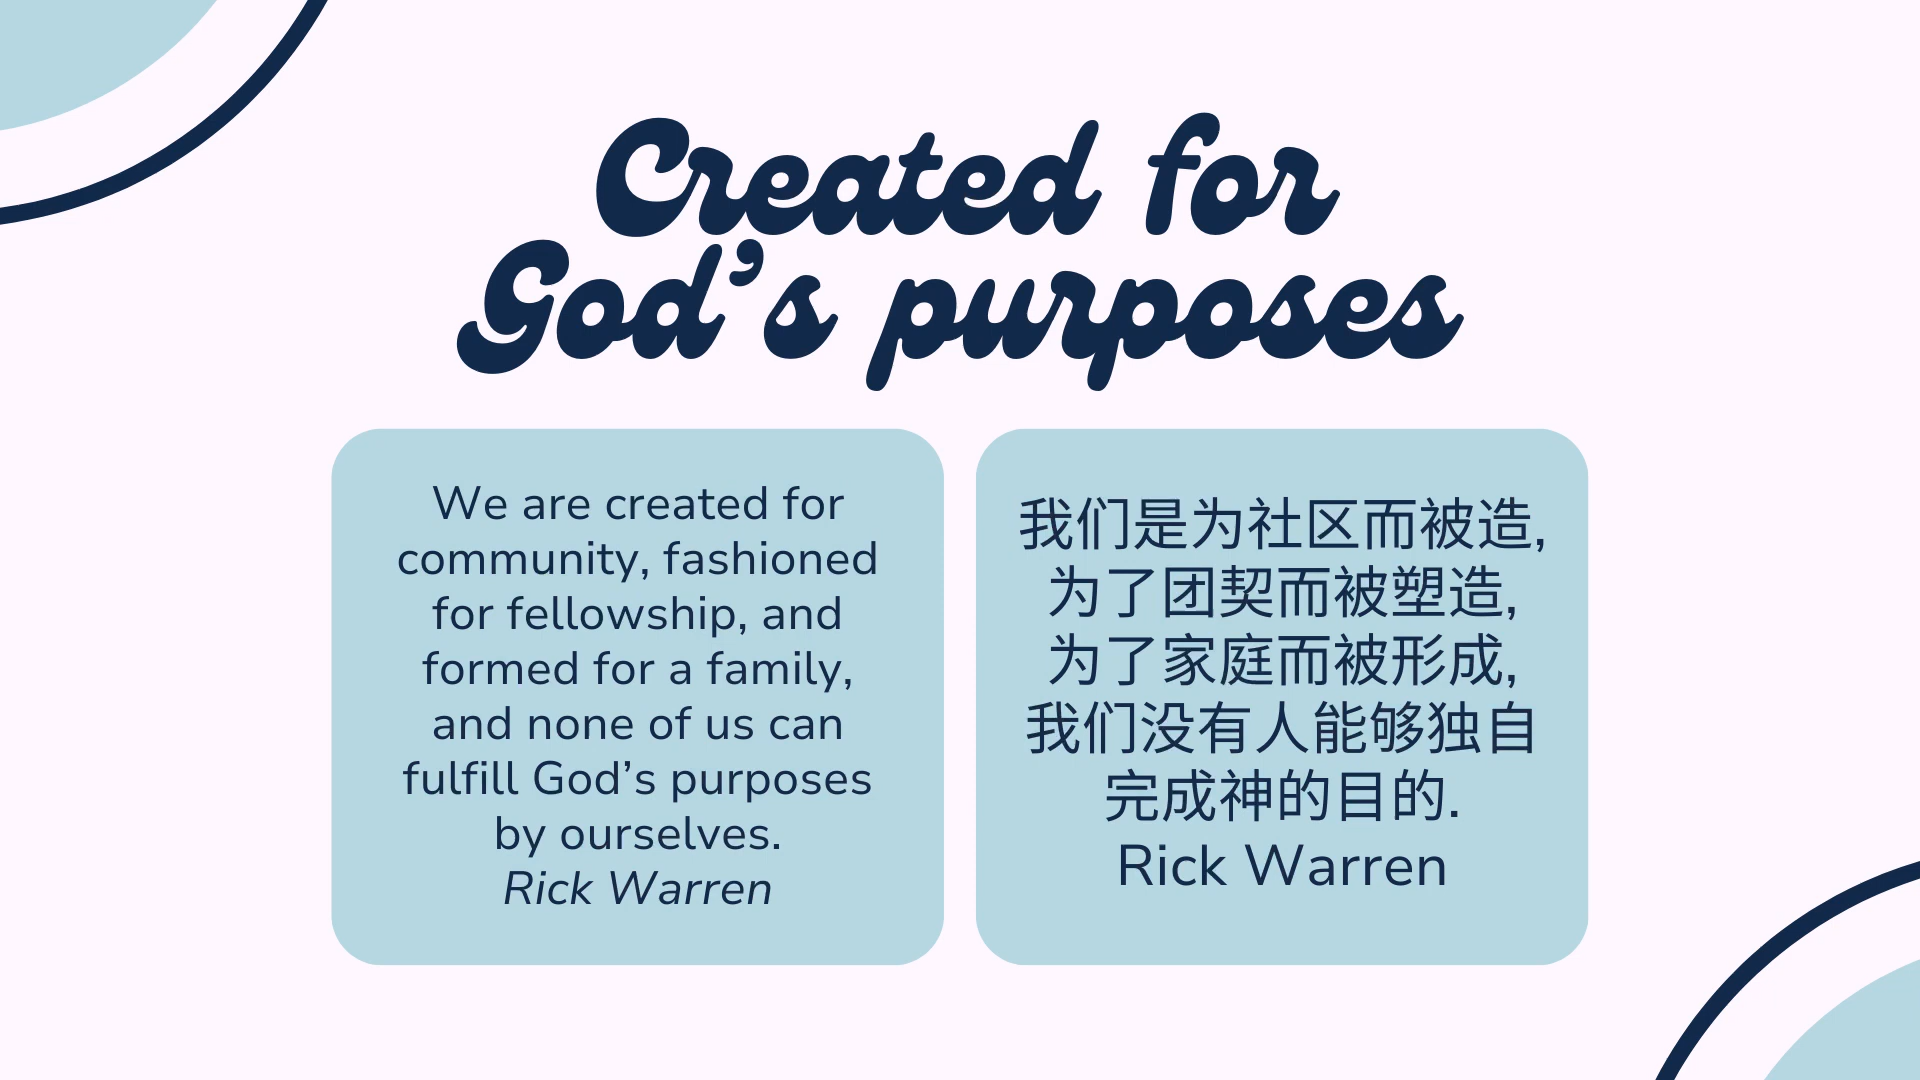 Created for
God’s purposes
We are created for
community, fashioned
for fellowship, and
formed for a family,
and none of us can
fulfill God’s purposes
by ourselves.
Rick Warren
我们是为社区而被造,
为了团契而被塑造,
为了家庭而被形成,
我们没有人能够独自
完成神的目的.
Rick Warren